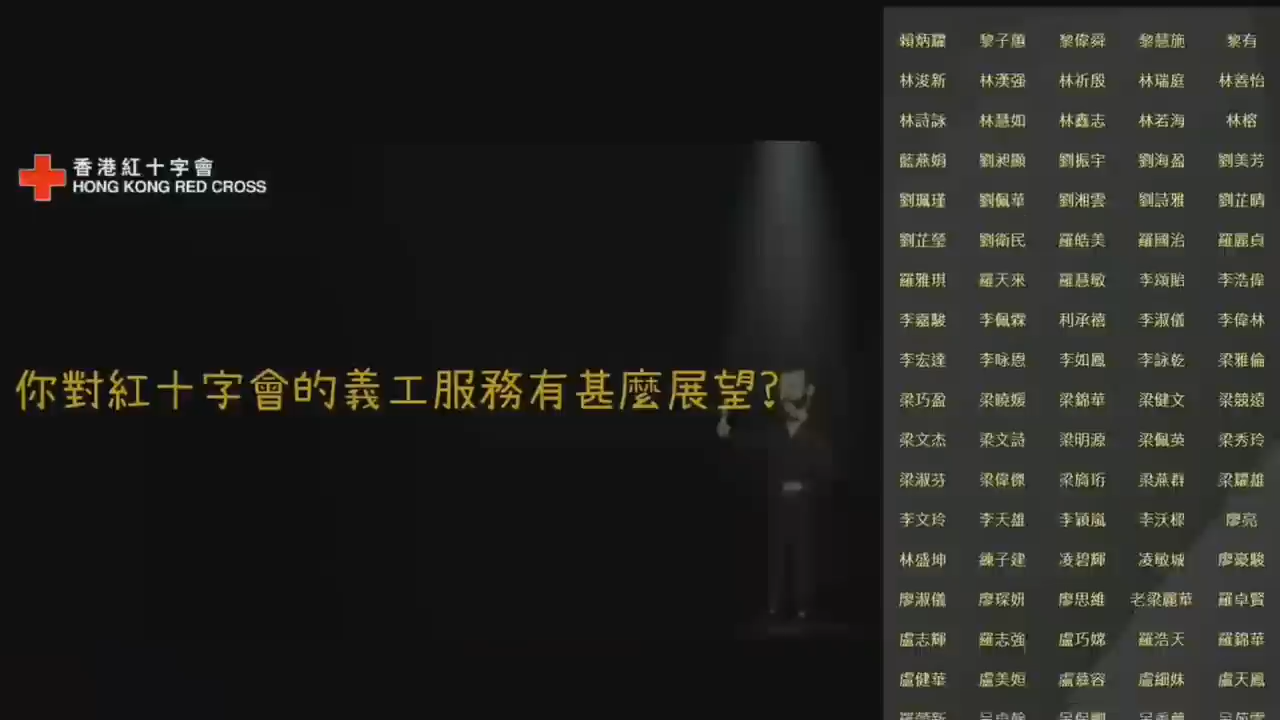 香港紅十字會
HONG KONG RED CROSS
你對紅十字會的義工服務有甚麼展望?
賴炳耀 黎子蕙 黎偉舜 黎慧施 黎有
林浚新 林漢强 林祈殷 林瑞庭 林善怡
林詩詠 林慧如 林鑫志 林若海 林榕
藍燕娟 劉昶顯 劉振宇 劉海盈 劉美芳
劉珮瑾 劉佩華 劉湘雲 劉詩雅 劉芷晴
劉芷瑩 劉衛民 羅皓美 羅國治 羅麗貞
羅雅琪 羅天來 羅慧敏 李頌貽 李浩偉
李嘉駿 李佩霖 利承禧 李淑儀 李偉林
李宏達 李咏恩 李如鳳 李詠乾 梁雅倫
梁巧盈 梁曉媛 梁錦華 梁健文 梁競遠
梁文杰 梁文詩 梁明源 梁佩英 梁秀玲
梁淑芬 梁偉傑 梁旖珩 梁燕群 梁耀雄
李文玲 李天雄 李穎嵐 李沃樑 廖亮
林盛坤 練子建 凌碧輝 凌敏城 廖豪駿
廖淑儀 廖琛妍 廖思維 老梁麗華 羅卓賢
盧志輝 羅志強 盧巧嫦 羅浩天 羅錦華
盧健華 盧美姮 盧慕容 盧細妹 盧天鳳